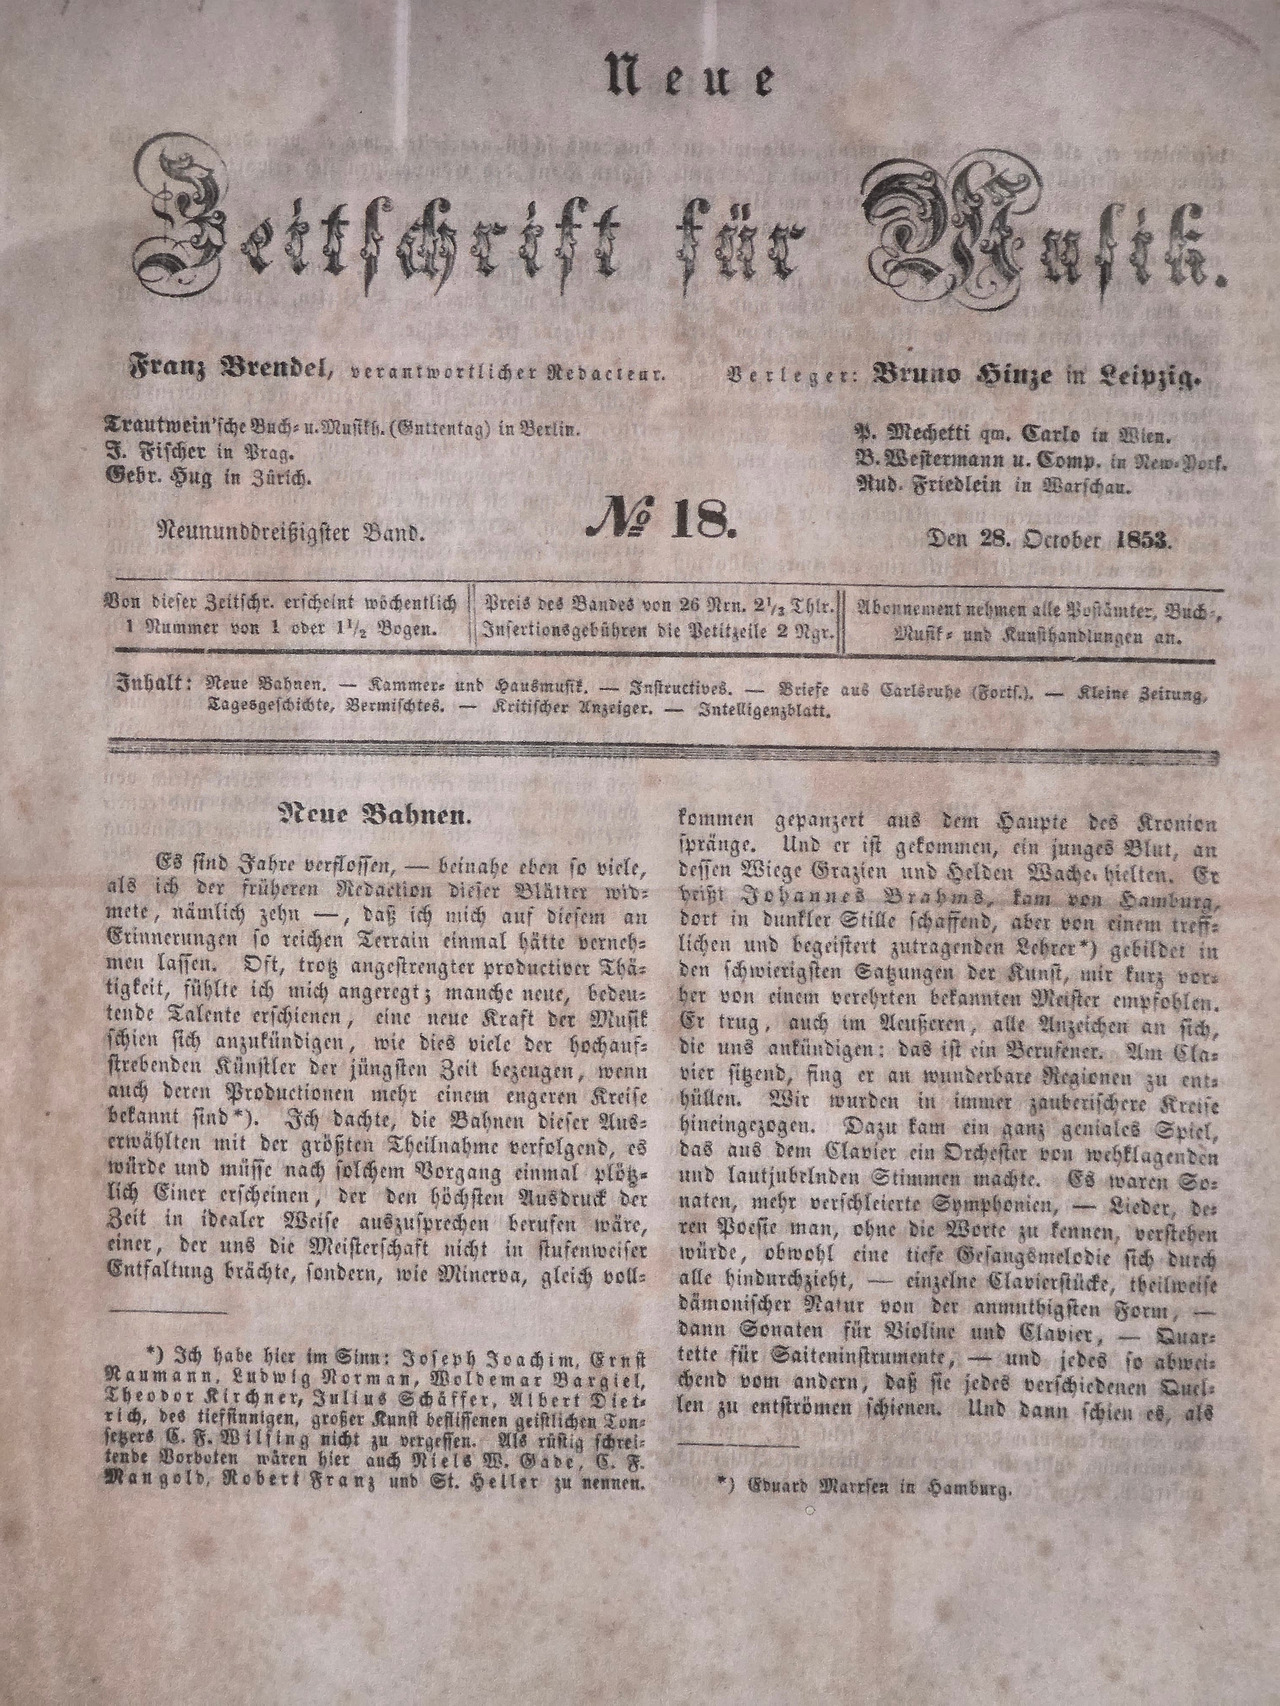 Neue
Zeitschrift für Musik.
Franz Brendel, verantwortlicher Redacteur.
Verleger: Bruno Hinze in Leipzig.
Trautwein'sche Buch- u. Musikh. (Guttentag) in Berlin.
J. Fischer in Prag.
Gebr. Hug in Zürich.
P. Mechetti qm. Carlo in Wien.
B. Westermann u. Comp. in New-York.
Rud. Friedlein in Warschau.
Neununddreißigster Band.
No 18.
Den 28. October 1853.
Von dieser Zeitschr. erscheint wöchentlich
1 Nummer von 1 oder 1½ Bogen.
Preis des Bandes von 26 Nrn. 2⅓ Thlr.
Insertionsgebühren die Petitzeile 2 Ngr.
Abonnement nehmen alle Postämter, Buch-,
Musik- und Kunsthandlungen an.
Inhalt: Neue Bahnen. — Kammer- und Hausmusik. — Instructives. — Briefe aus Carlsruhe (Forts.). — Kleine Zeitung,
Tagesgeschichte, Vermischtes. — Kritischer Anzeiger. — Intelligenzblatt.
Neue Bahnen.
Es sind Jahre verflossen, — beinahe eben so viele,
als ich der früheren Redaction dieser Blätter wid-
mete, nämlich zehn —, daß ich mich auf diesem an
Erinnerungen so reichen Terrain einmal hätte verneh-
men lassen. Oft, trotz angestrengter productiver Thä-
tigkeit, fühlte ich mich angeregt; manche neue, bedeu-
tende Talente erschienen, eine neue Kraft der Musik
schien sich anzukündigen, wie dies viele der hochauf-
strebenden Künstler der jüngsten Zeit bezeugen, wenn
auch deren Productionen mehr einem engeren Kreise
bekannt sind*). Ich dachte, die Bahnen dieser Aus-
erwählten mit der größten Theilnahme verfolgend, es
würde und müsse nach solchem Vorgang einmal plötz-
lich Einer erscheinen, der den höchsten Ausdruck der
Zeit in idealer Weise auszusprechen berufen wäre,
einer, der uns die Meisterschaft nicht in stufenweiser
Entfaltung brächte, sondern, wie Minerva, gleich voll-
*) Ich habe hier im Sinn: Joseph Joachim, Ernst
Naumann, Ludwig Norman, Woldemar Bargiel,
Theodor Kirchner, Julius Schäffer, Albert Diet-
rich, des tiefsinnigen, großer Kunst beflissenen geistlichen Ton-
setzers C. F. Wilsing nicht zu vergessen. Als rüstig schrei-
tende Vorboten wären hier auch Niels W. Gade, C. F.
Mangold, Robert Franz und St. Heller zu nennen.
kommen gepanzert aus dem Haupte des Kronion
spränge. Und er ist gekommen, ein junges Blut, an
dessen Wiege Grazien und Helden Wache hielten. Er
heißt Johannes Brahms, kam von Hamburg,
dort in dunkler Stille schaffend, aber von einem treff-
lichen und begeistert zutragenden Lehrer*) gebildet in
den schwierigsten Satzungen der Kunst, mir kurz vor-
her von einem verehrten bekannten Meister empfohlen.
Er trug, auch im Aeußeren, alle Anzeichen an sich,
die uns ankündigen: das ist ein Berufener. Am Cla-
vier sitzend, fing er an wunderbare Regionen zu ent-
hüllen. Wir wurden in immer zauberischere Kreise
hineingezogen. Dazu kam ein ganz geniales Spiel,
das aus dem Clavier ein Orchester von wehklagenden
und lautjubelnden Stimmen machte. Es waren So-
naten, mehr verschleierte Symphonien, — Lieder, de-
ren Poesie man, ohne die Worte zu kennen, verstehen
würde, obwohl eine tiefe Gesangsmelodie sich durch
alle hindurchzieht, — einzelne Clavierstücke, theilweise
dämonischer Natur von der anmuthigsten Form, —
dann Sonaten für Violine und Clavier, — Quar-
tette für Saiteninstrumente, — und jedes so abwei-
chend vom andern, daß sie jedes verschiedenen Quel-
len zu entströmen schienen. Und dann schien es, als
*) Eduard Marxsen in Hamburg.